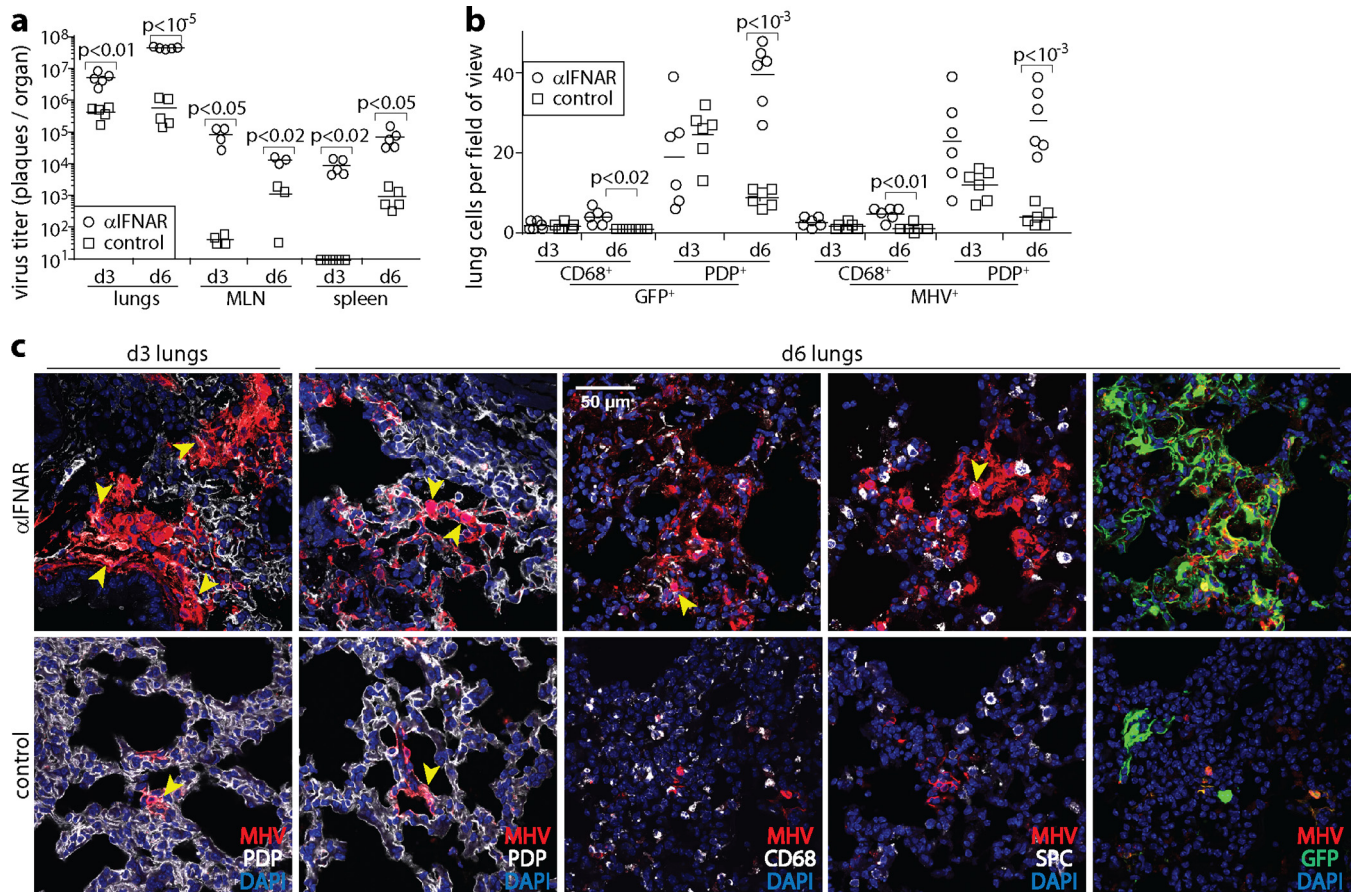 a
virus titer (plaques / organ)
10⁸
10⁷
10⁶
10⁵
10⁴
10³
10²
10¹
p<0.01
p<10⁻⁵
p<0.05
p<0.02
p<0.02
p<0.05
αIFNAR
control
d3 d6 d3 d6 d3 d6
lungs MLN spleen
b
lung cells per field of view
40
20
0
αIFNAR
control
p<0.02
p<10⁻³
p<0.01
p<10⁻³
d3 d6 d3 d6 d3 d6 d3 d6
CD68⁺ PDP⁺ CD68⁺ PDP⁺
GFP⁺ MHV⁺
c
d3 lungs d6 lungs
αIFNAR
50 µm
control
MHV
PDP
DAPI
MHV
PDP
DAPI
MHV
CD68
DAPI
MHV
SPC
DAPI
MHV
GFP
DAPI